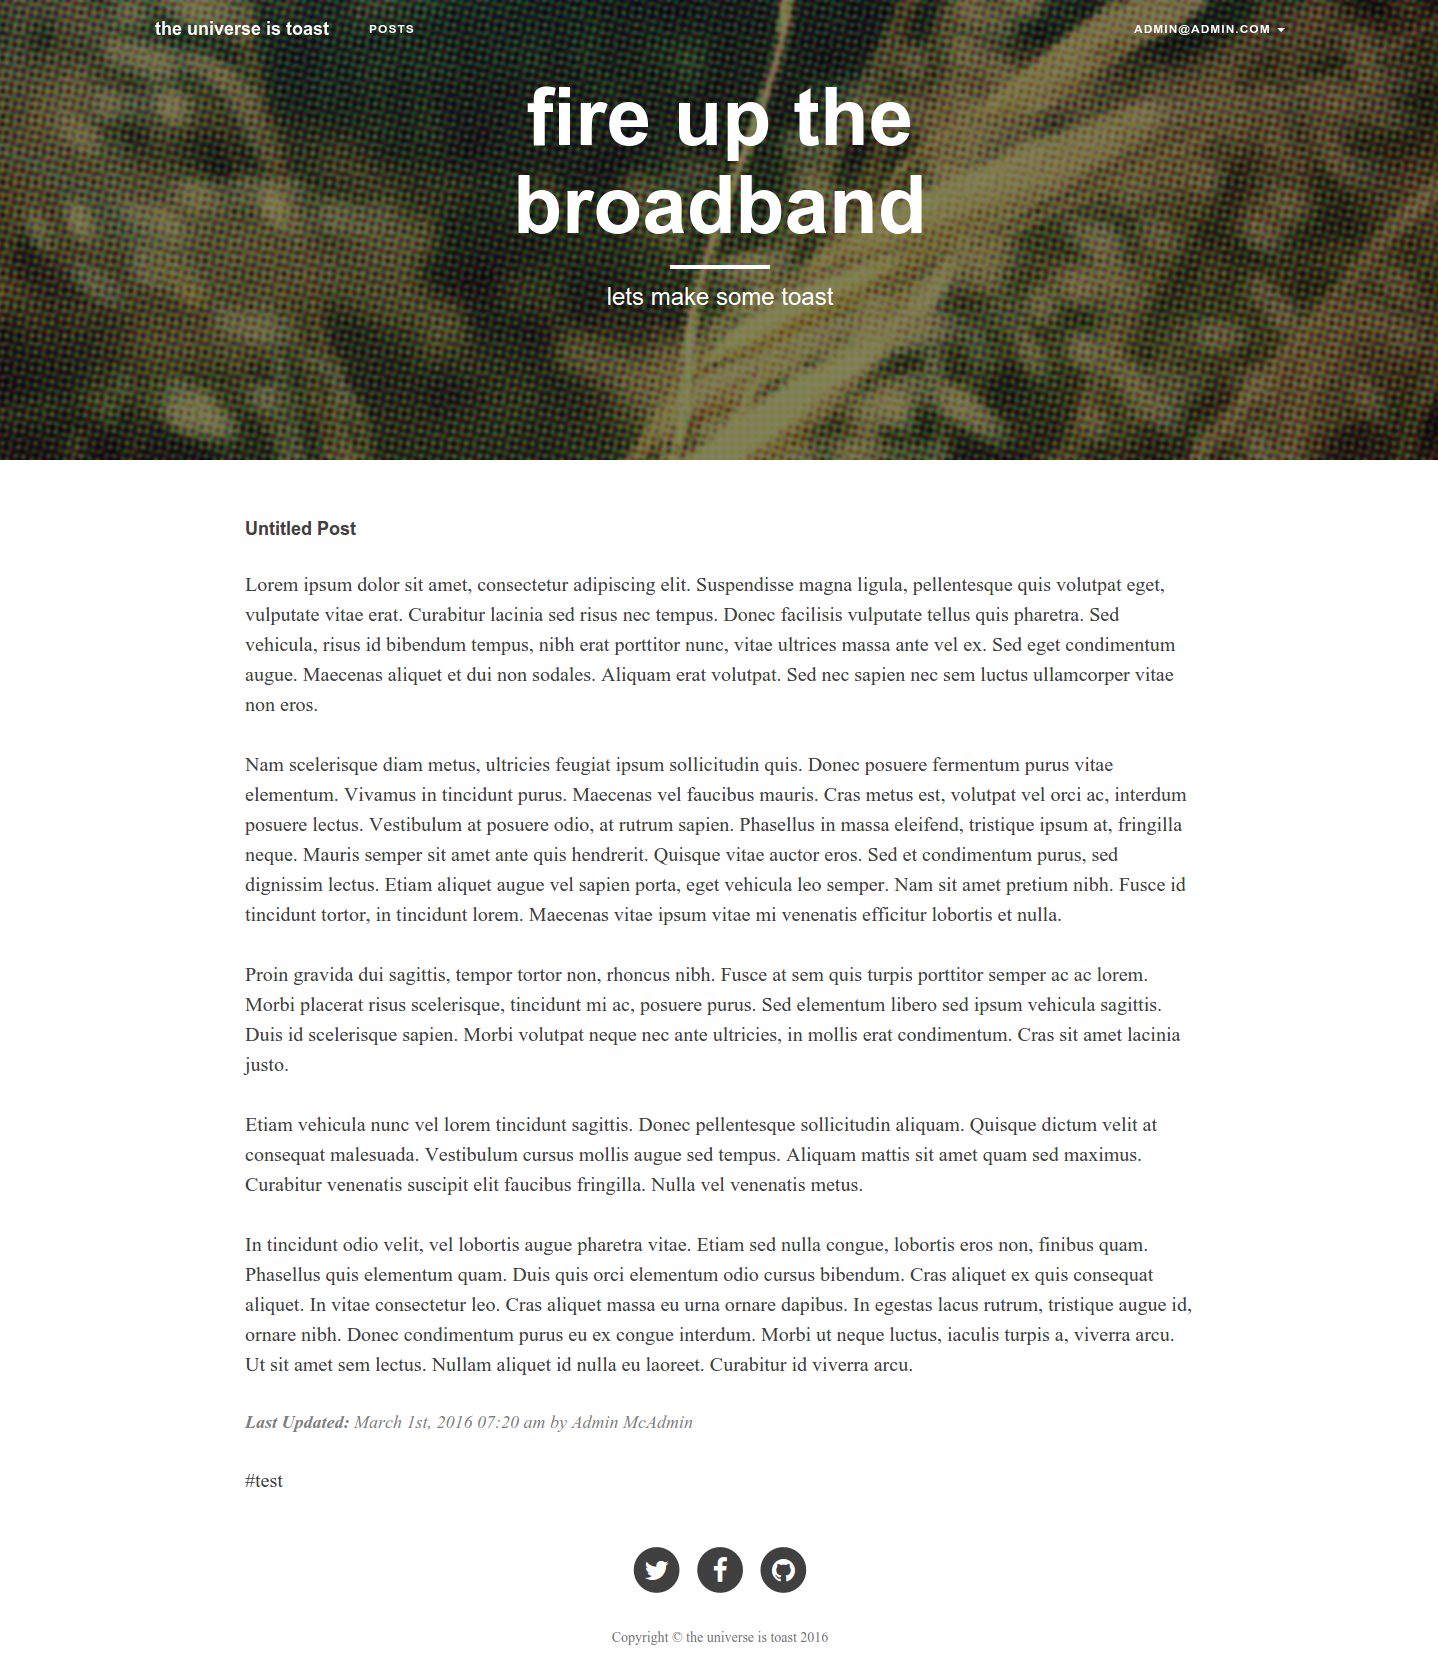 the universe is toast
POSTS
ADMIN@ADMIN.COM
fire up the
broadband
lets make some toast
Untitled Post
Lorem ipsum dolor sit amet, consectetur adipiscing elit. Suspendisse magna ligula, pellentesque quis volutpat eget,
vulputate vitae erat. Curabitur lacinia sed risus nec tempus. Donec facilisis vulputate tellus quis pharetra. Sed
vehicula, risus id bibendum tempus, nibh erat porttitor nunc, vitae ultrices massa ante vel ex. Sed eget condimentum
augue. Maecenas aliquet et dui non sodales. Aliquam erat volutpat. Sed nec sapien nec sem luctus ullamcorper vitae
non eros.
Nam scelerisque diam metus, ultricies feugiat ipsum sollicitudin quis. Donec posuere fermentum purus vitae
elementum. Vivamus in tincidunt purus. Maecenas vel faucibus mauris. Cras metus est, volutpat vel orci ac, interdum
posuere lectus. Vestibulum at posuere odio, at rutrum sapien. Phasellus in massa eleifend, tristique ipsum at, fringilla
neque. Mauris semper sit amet ante quis hendrerit. Quisque vitae auctor eros. Sed et condimentum purus, sed
dignissim lectus. Etiam aliquet augue vel sapien porta, eget vehicula leo semper. Nam sit amet pretium nibh. Fusce id
tincidunt tortor, in tincidunt lorem. Maecenas vitae ipsum vitae mi venenatis efficitur lobortis et nulla.
Proin gravida dui sagittis, tempor tortor non, rhoncus nibh. Fusce at sem quis turpis porttitor semper ac ac lorem.
Morbi placerat risus scelerisque, tincidunt mi ac, posuere purus. Sed elementum libero sed ipsum vehicula sagittis.
Duis id scelerisque sapien. Morbi volutpat neque nec ante ultricies, in mollis erat condimentum. Cras sit amet lacinia
justo.
Etiam vehicula nunc vel lorem tincidunt sagittis. Donec pellentesque sollicitudin aliquam. Quisque dictum velit at
consequat malesuada. Vestibulum cursus mollis augue sed tempus. Aliquam mattis sit amet quam sed maximus.
Curabitur venenatis suscipit elit faucibus fringilla. Nulla vel venenatis metus.
In tincidunt odio velit, vel lobortis augue pharetra vitae. Etiam sed nulla congue, lobortis eros non, finibus quam.
Phasellus quis elementum quam. Duis quis orci elementum odio cursus bibendum. Cras aliquet ex quis consequat
aliquet. In vitae consectetur leo. Cras aliquet massa eu urna ornare dapibus. In egestas lacus rutrum, tristique augue id,
ornare nibh. Donec condimentum purus eu ex congue interdum. Morbi ut neque luctus, iaculis turpis a, viverra arcu.
Ut sit amet sem lectus. Nullam aliquet id nulla eu laoreet. Curabitur id viverra arcu.
Last Updated: March 1st, 2016 07:20 am by Admin McAdmin
#test
Copyright © the universe is toast 2016